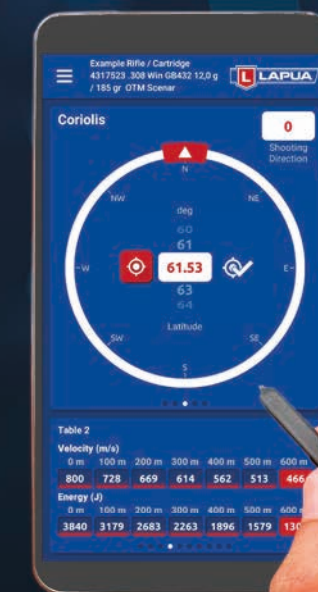 Example Rifle / Cartridge
4317523 .308 Win GB432 12,0 g
/ 185 gr OTM Scenar
L LAPUA
Coriolis
0
Shooting
Direction
N
NW
NE
deg
60
61
W
61.53
E
63
64
Latitude
SW
SE
S
Table 2
Velocity (m/s)
0 m 100 m 200 m 300 m 400 m 500 m 600 m
800 728 669 614 562 513 466
Energy (J)
0 m 100 m 200 m 300 m 400 m 500 m 600
3840 3179 2683 2263 1896 1579